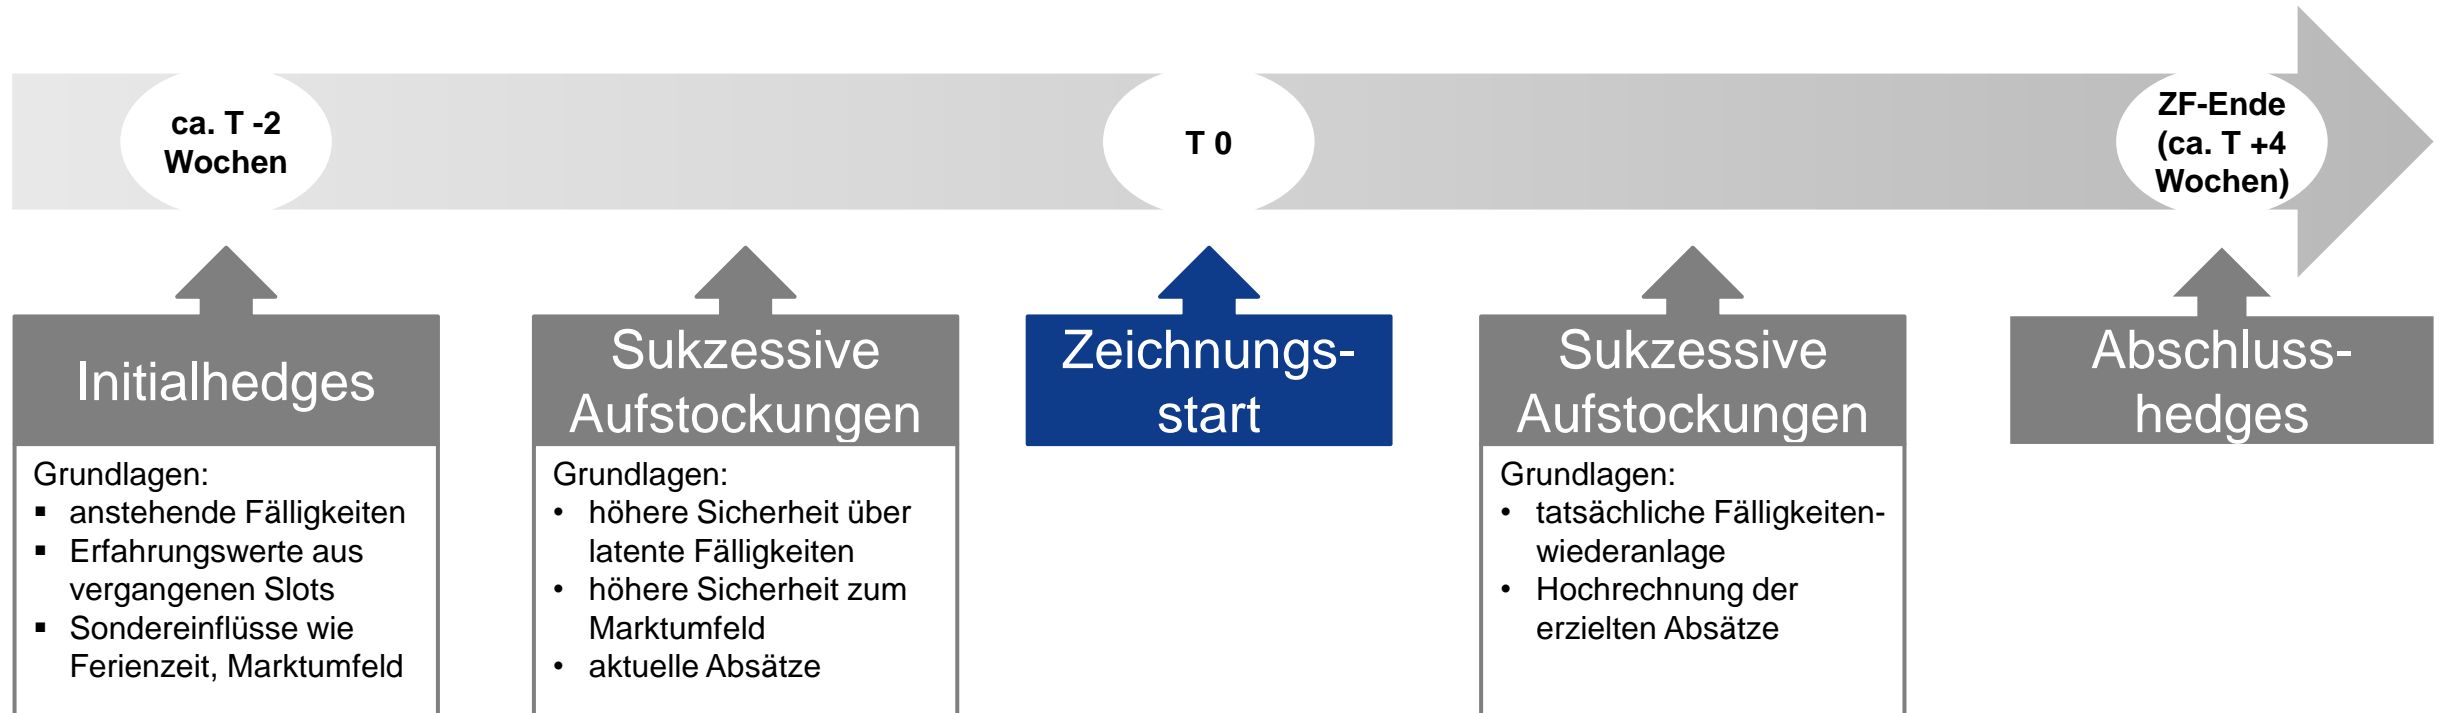 ca. T -2
Wochen
T 0
ZF-Ende
(ca. T +4
Wochen)
Initialhedges
Grundlagen:
▪ anstehende Fälligkeiten
▪ Erfahrungswerte aus
vergangenen Slots
▪ Sondereinflüsse wie
Ferienzeit, Marktumfeld
Sukzessive
Aufstockungen
Grundlagen:
• höhere Sicherheit über
latente Fälligkeiten
• höhere Sicherheit zum
Marktumfeld
• aktuelle Absätze
Zeichnungs-
start
Sukzessive
Aufstockungen
Grundlagen:
• tatsächliche Fälligkeiten-
wiederanlage
• Hochrechnung der
erzielten Absätze
Abschluss-
hedges